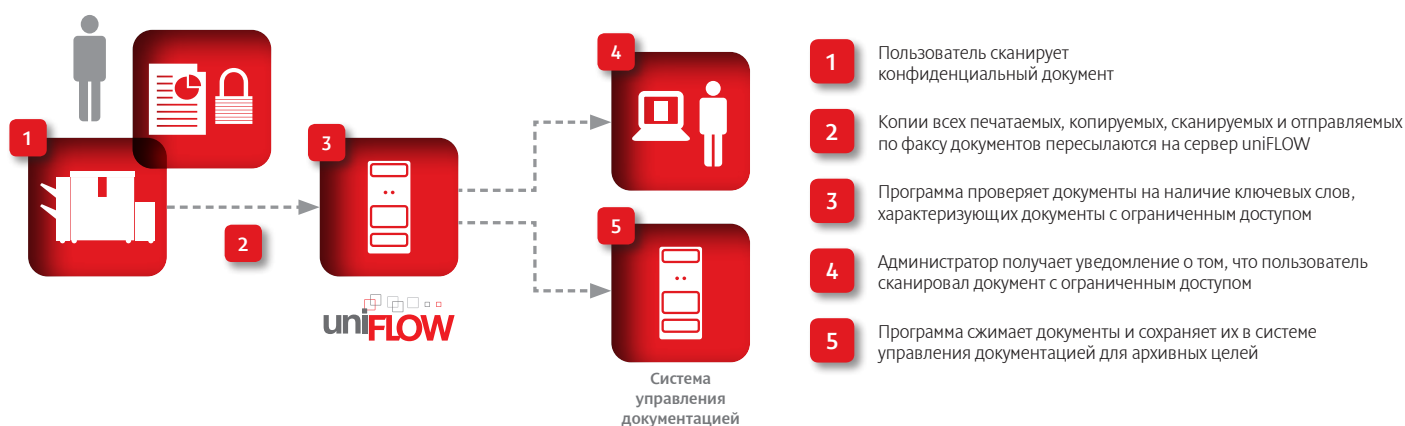 1
2
3
uniFLOW
4
5
Система
управления
документацией
1
Пользователь сканирует
конфиденциальный документ
2
Копии всех печатаемых, копируемых, сканируемых и отправляемых
по факсу документов пересылаются на сервер uniFLOW
3
Программа проверяет документы на наличие ключевых слов,
характеризующих документы с ограниченным доступом
4
Администратор получает уведомление о том, что пользователь
сканировал документ с ограниченным доступом
5
Программа сжимает документы и сохраняет их в системе
управления документацией для архивных целей